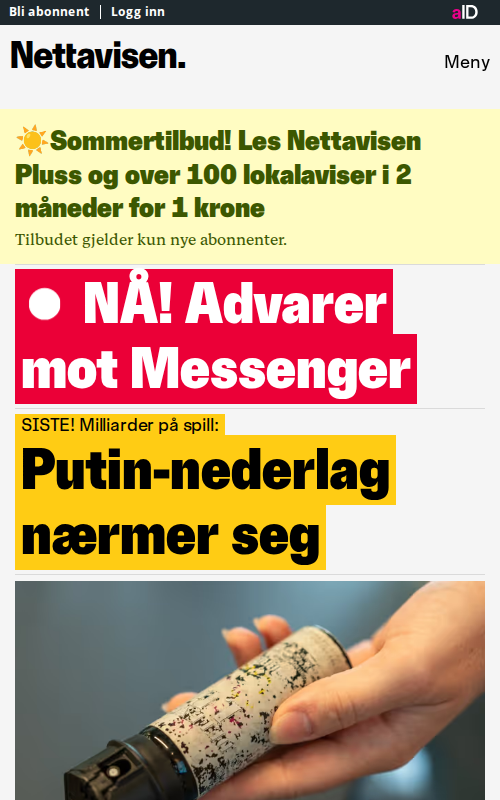 Bli abonnent | Logg inn
aID
Nettavisen.
Meny
☀️Sommertilbud! Les Nettavisen
Pluss og over 100 lokalaviser i 2
måneder for 1 krone
Tilbudet gjelder kun nye abonnenter.
NÅ! Advarer
mot Messenger
SISTE! Milliarder på spill:
Putin-nederlag
nærmer seg